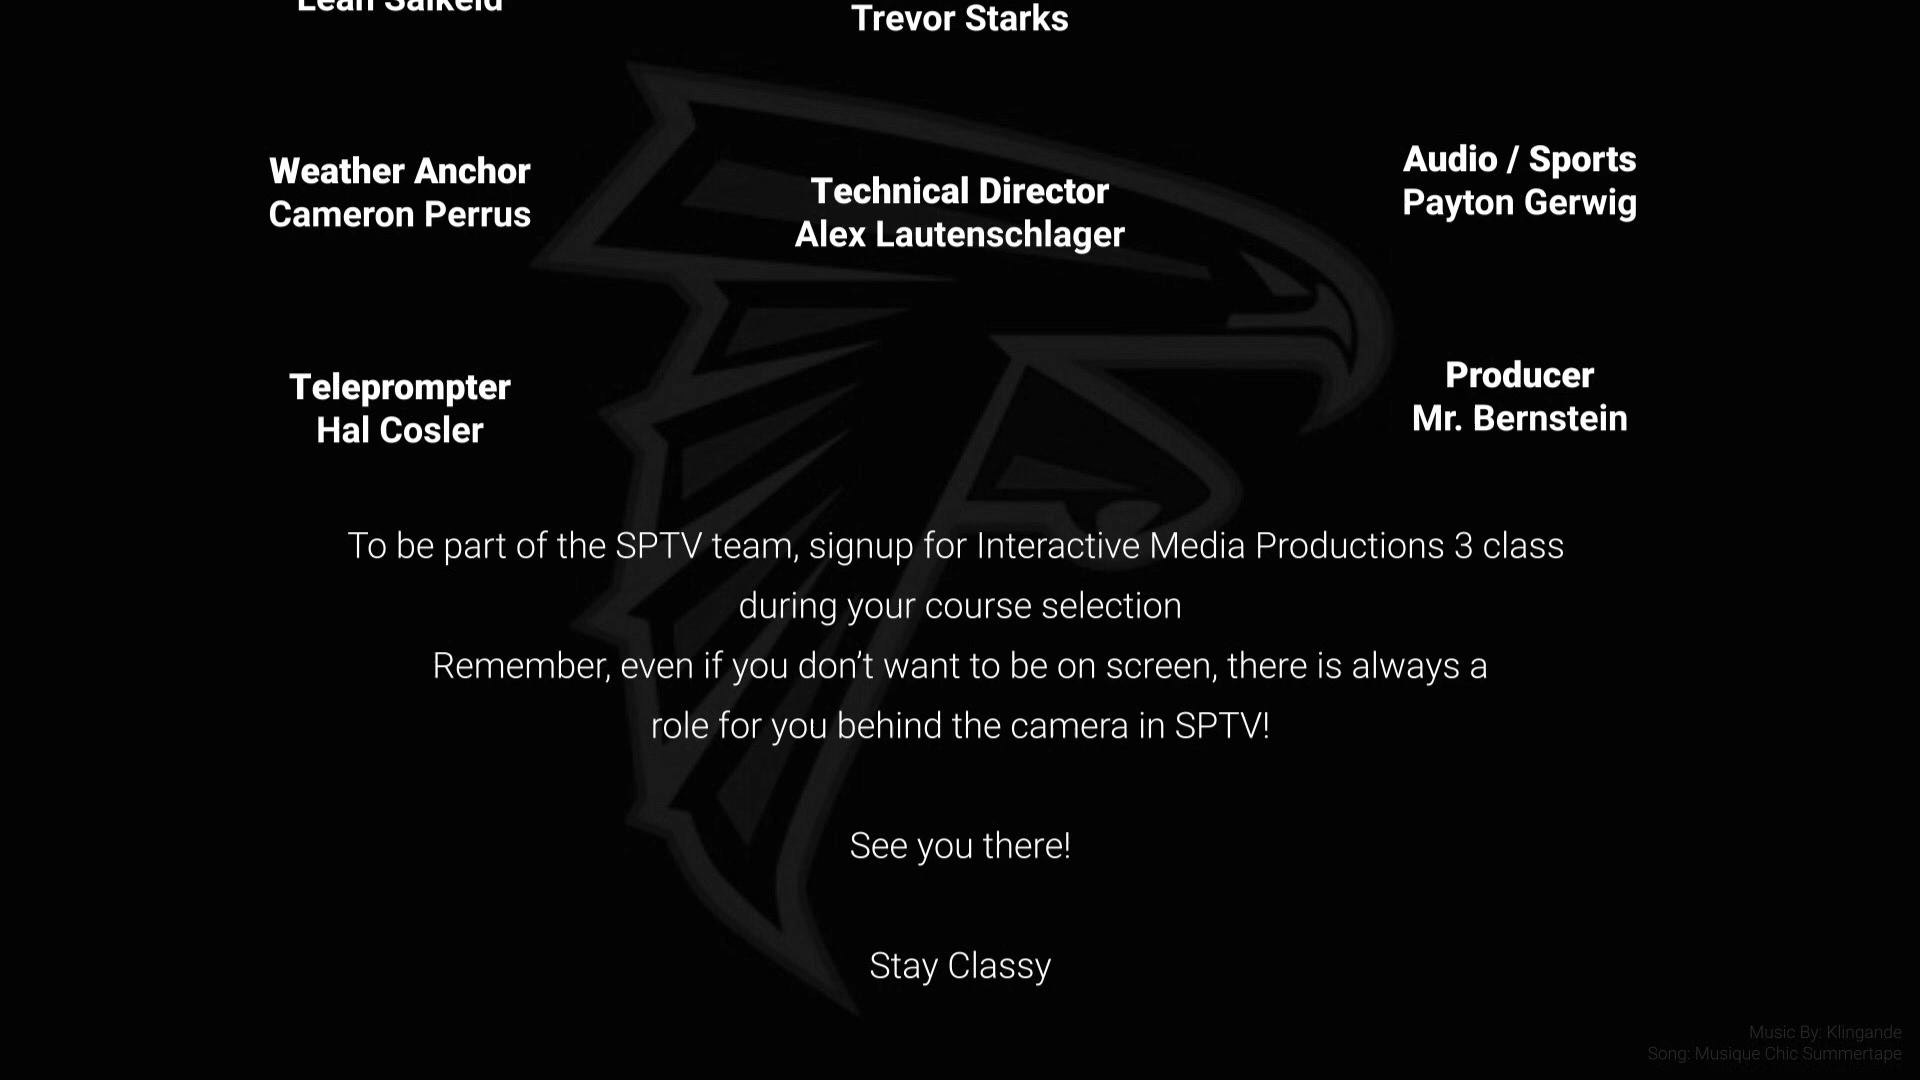 Leah Salkeld
Trevor Starks
Weather Anchor
Cameron Perrus
Technical Director
Alex Lautenschlager
Audio / Sports
Payton Gerwig
Teleprompter
Hal Cosler
Producer
Mr. Bernstein
To be part of the SPTV team, signup for Interactive Media Productions 3 class
during your course selection
Remember, even if you don’t want to be on screen, there is always a
role for you behind the camera in SPTV!
See you there!
Stay Classy
Music By: Klingande
Song: Musique Chic Summertape